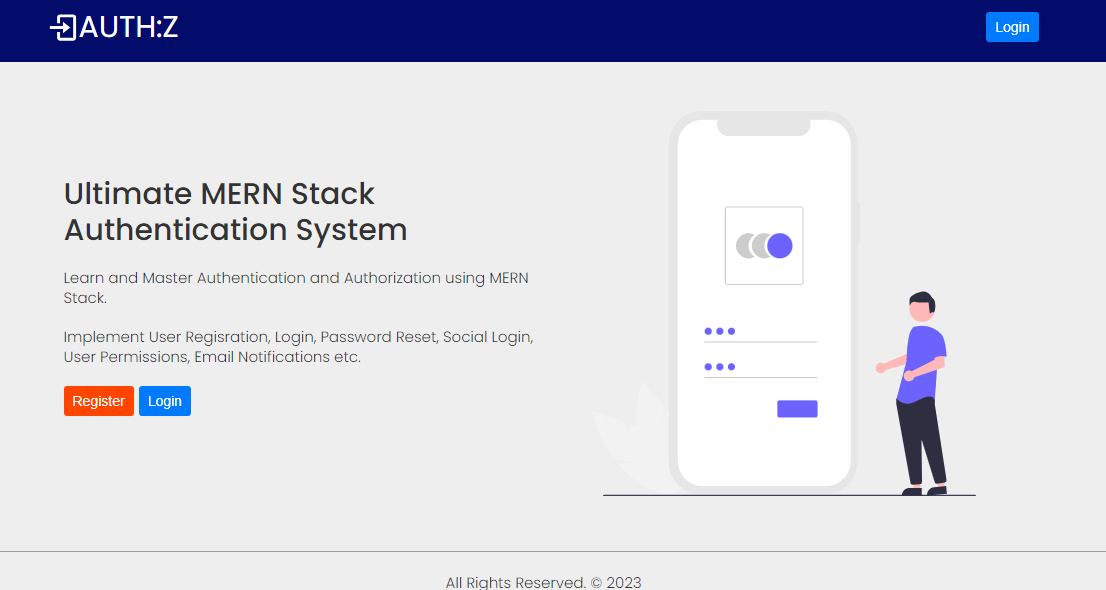 AUTH:Z
Login
Ultimate MERN Stack
Authentication System
Learn and Master Authentication and Authorization using MERN
Stack.
Implement User Regisration, Login, Password Reset, Social Login,
User Permissions, Email Notifications etc.
Register Login
All Rights Reserved. © 2023